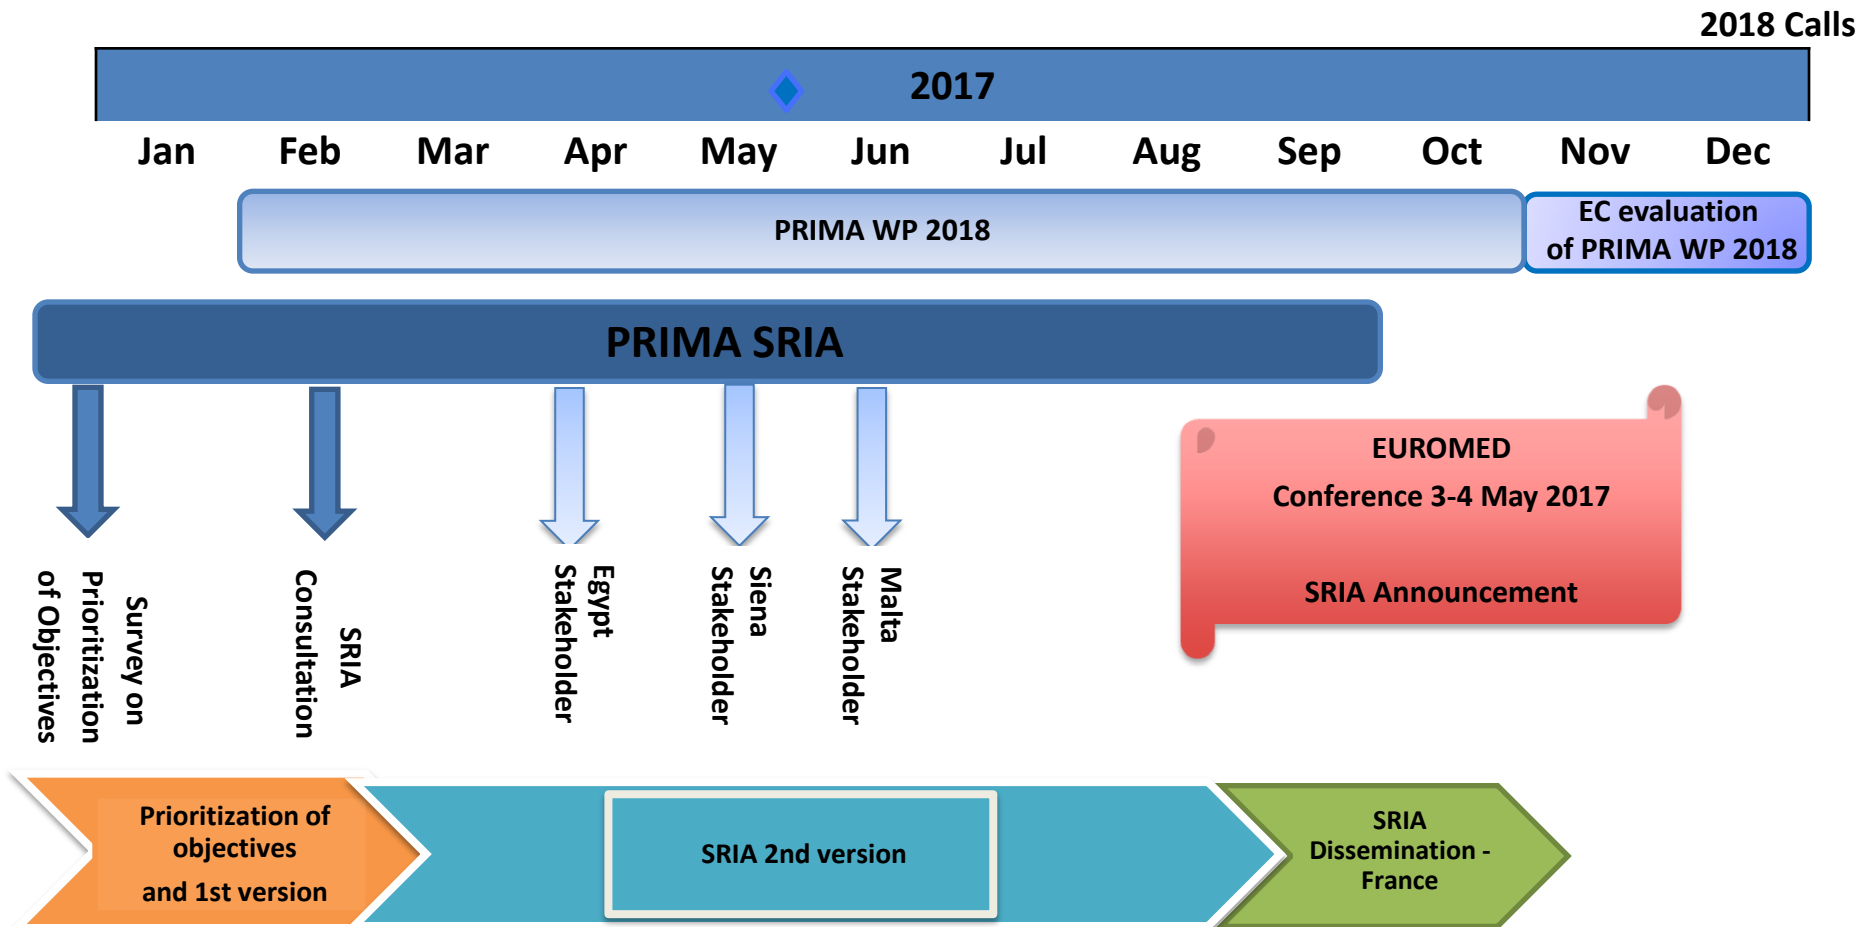 2018 Calls
2017
Jan Feb Mar Apr May Jun Jul Aug Sep Oct Nov Dec
PRIMA WP 2018
EC evaluation
of PRIMA WP 2018
PRIMA SRIA
Survey on
Prioritization
of Objectives
SRIA
Consultation
Egypt
Stakeholder
Siena
Stakeholder
Malta
Stakeholder
EUROMED
Conference 3-4 May 2017
SRIA Announcement
Prioritization of
objectives
and 1st version
SRIA 2nd version
SRIA
Dissemination -
France